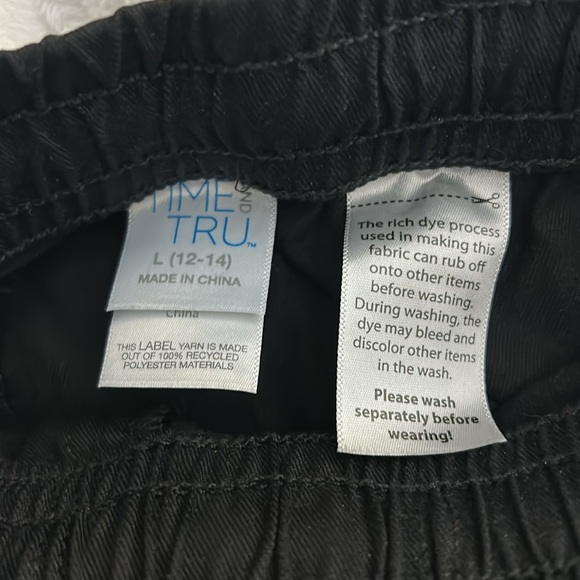 TIME
AND
TRU™
L (12-14)
MADE IN CHINA
China
THIS LABEL YARN IS MADE
OUT OF 100% RECYCLED
POLYESTER MATERIALS
The rich dye process
used in making this
fabric can rub off
onto other items
before washing.
During washing, the
dye may bleed and
discolor other items
in the wash.
Please wash
separately before
wearing!